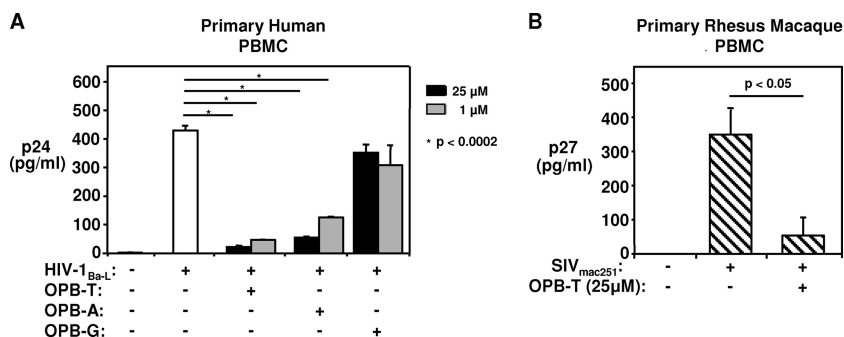 A
Primary Human
PBMC
600
500
400
300
200
100
0
p24
(pg/ml)
*
*
*
*
25 µM
1 µM
* p < 0.0002
HIV-1Ba-L: - + + + +
OPB-T: - - + - -
OPB-A: - - - + -
OPB-G: - - - - +
B
Primary Rhesus Macaque
PBMC
500
400
300
200
100
0
p27
(pg/ml)
p < 0.05
SIVmac251: - + +
OPB-T (25µM): - - +